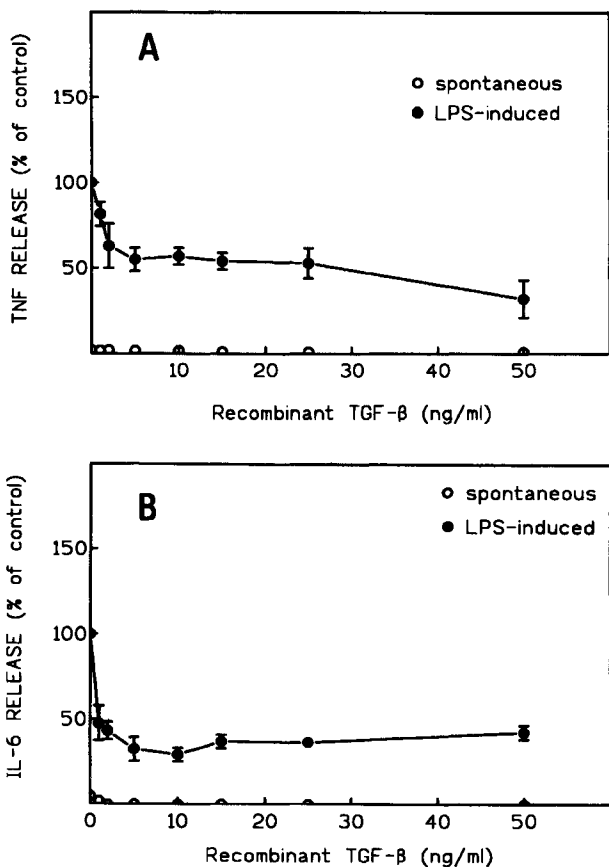 A
○ spontaneous
● LPS-induced
TNF RELEASE (% of control)
150
100
50
10 20 30 40 50
Recombinant TGF-β (ng/ml)
B
○ spontaneous
● LPS-induced
IL-6 RELEASE (% of control)
150
100
50
0 10 20 30 40 50
Recombinant TGF-β (ng/ml)